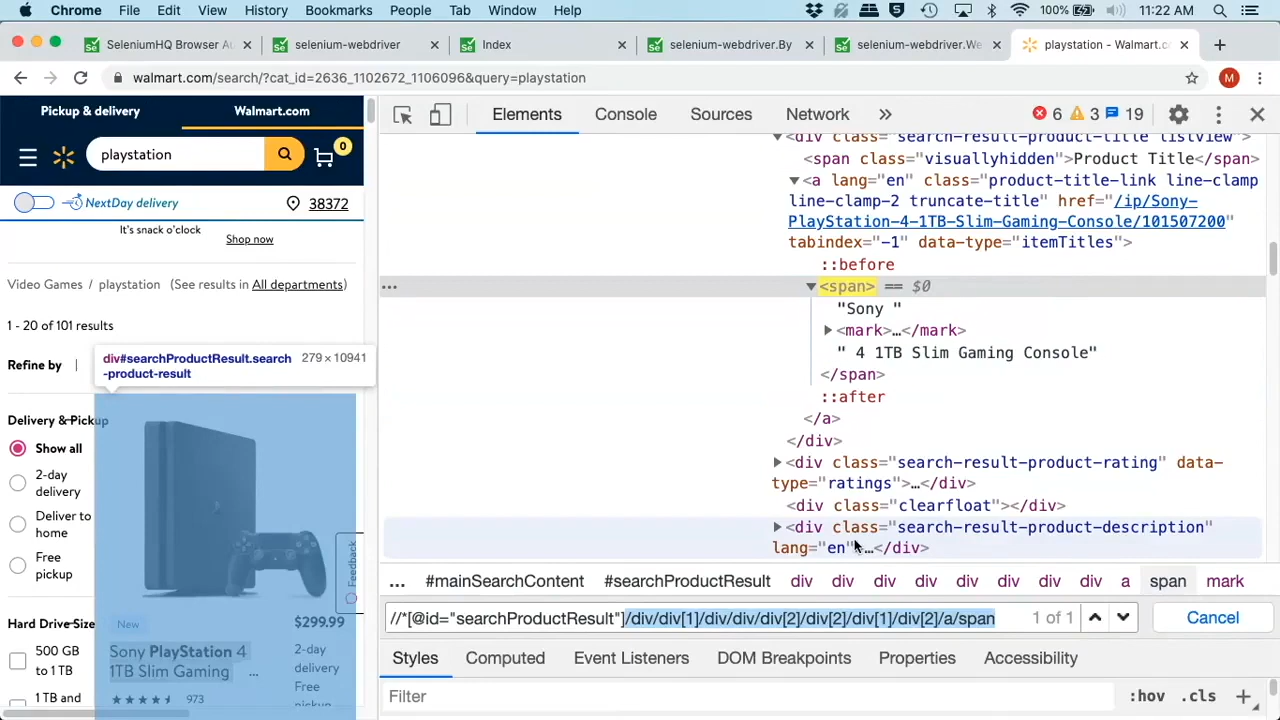 Chrome File Edit View History Bookmarks People Tab Window Help 100% 11:22 AM
SeleniumHQ Browser Au
selenium-webdriver
Index
selenium-webdriver.By
selenium-webdriver.We
playstation - Walmart.co
walmart.com/search/?cat_id=2636_1102672_1106096&query=playstation
M
Pickup & delivery Walmart.com
playstation
0
NextDay delivery 38372
It's snack o'clock Shop now
Video Games / playstation (See results in All departments)
1 - 20 of 101 results
Refine by |
div#searchProductResult.search 279 × 10941
-product-result
Delivery & Pickup
Show all
2-day
delivery
Deliver to
home
Free
pickup
Feedback
Hard Drive Size
500 GB
to 1 TB
1 TB and
New $299.99
Sony PlayStation 4
1TB Slim Gaming ...
973
2-day
delivery
Free
pickup
Elements Console Sources Network » 6 3 19
▼<div class="search-result-product-title listview">
<span class="visuallyhidden">Product Title</span>
▼<a lang="en" class="product-title-link line-clamp
line-clamp-2 truncate-title" href="/ip/Sony-
PlayStation-4-1TB-Slim-Gaming-Console/101507200"
tabindex="-1" data-type="itemTitles">
::before
... ▼<span> == $0
"Sony "
▶<mark>…</mark>
" 4 1TB Slim Gaming Console"
</span>
::after
</a>
</div>
▶<div class="search-result-product-rating" data-
type="ratings">…</div>
<div class="clearfloat"></div>
▶<div class="search-result-product-description"
lang="en">…</div>
... #mainSearchContent #searchProductResult div div div div div div div div a span mark
//*[@id="searchProductResult"]/div/div[1]/div/div/div[2]/div[2]/div[1]/div[2]/a/span 1 of 1 Cancel
Styles Computed Event Listeners DOM Breakpoints Properties Accessibility
Filter :hov .cls +